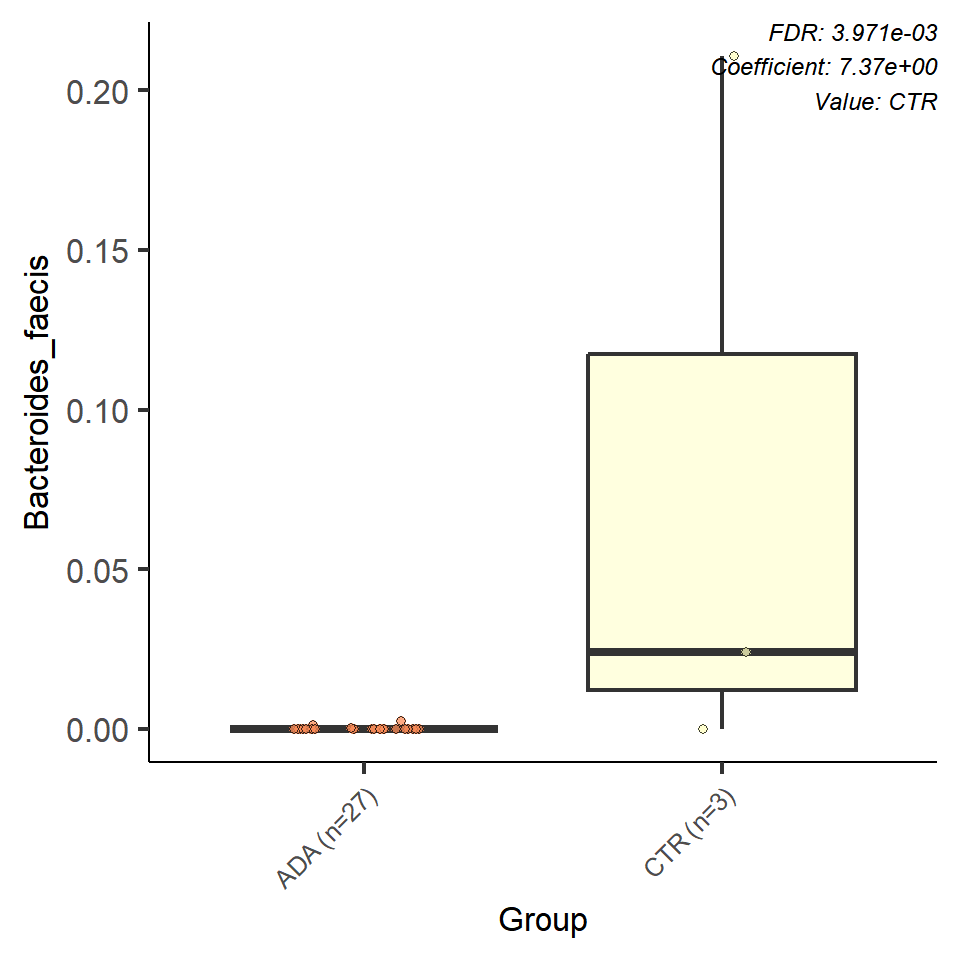 FDR: 3.971e-03
Coefficient: 7.37e+00
Value: CTR
0.20
0.15
0.10
0.05
0.00
Bacteroides_faecis
ADA (n=27)
CTR (n=3)
Group